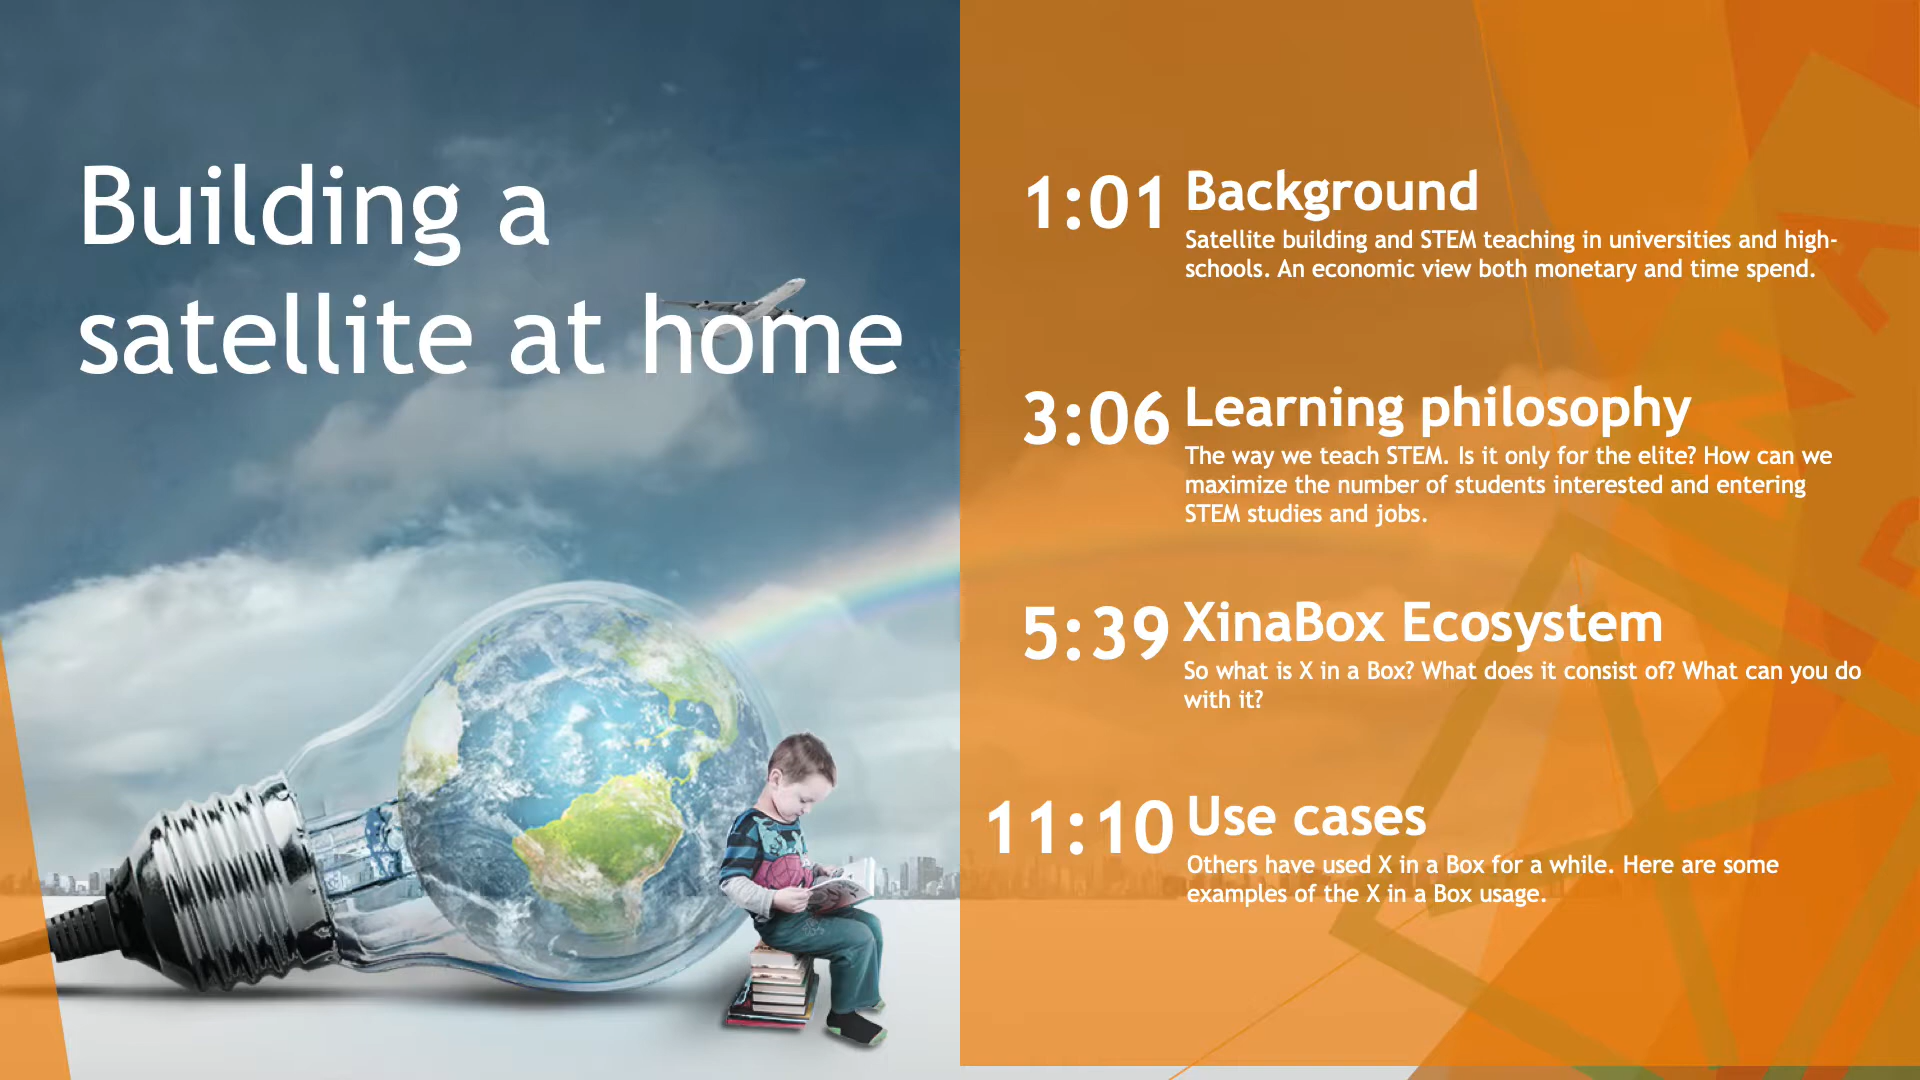 Building a
satellite at home
1:01 Background
Satellite building and STEM teaching in universities and high-
schools. An economic view both monetary and time spend.
3:06 Learning philosophy
The way we teach STEM. Is it only for the elite? How can we
maximize the number of students interested and entering
STEM studies and jobs.
5:39 XinaBox Ecosystem
So what is X in a Box? What does it consist of? What can you do
with it?
11:10 Use cases
Others have used X in a Box for a while. Here are some
examples of the X in a Box usage.